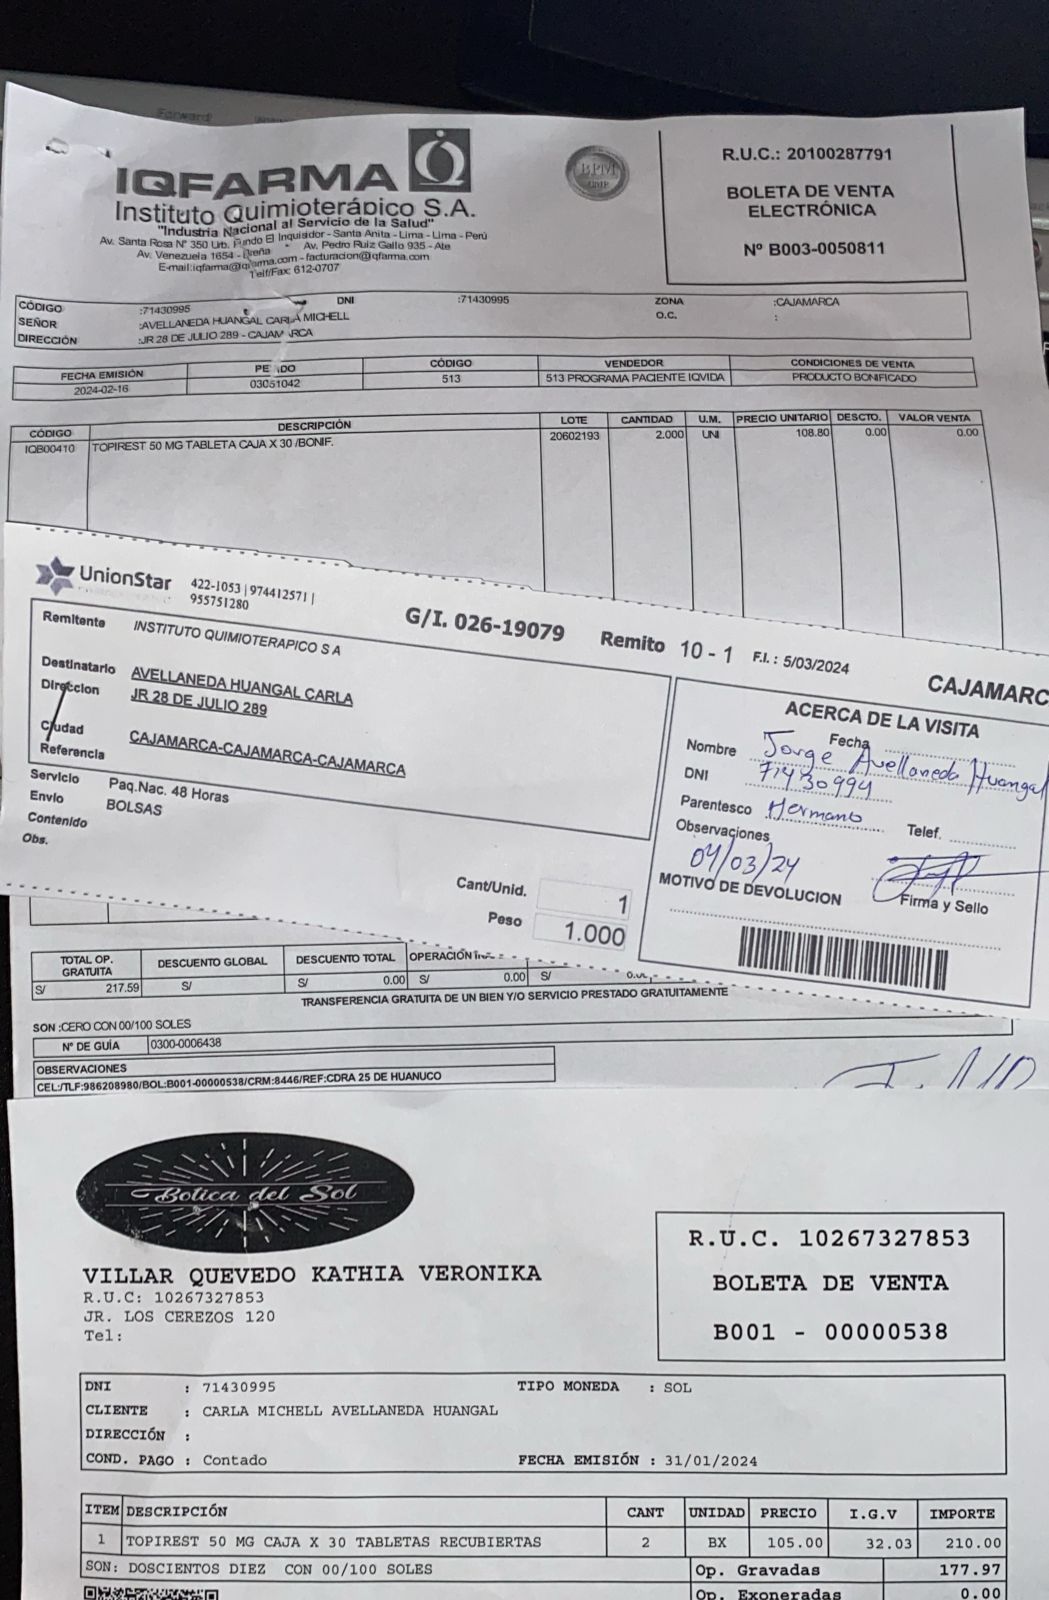 IQFARMA
Instituto Quimioterápico S.A.
"Industria Nacional al Servicio de la Salud"
Av. Santa Rosa N° 350 Urb. Fundo El Inquisidor - Santa Anita - Lima - Lima - Perú
Av. Venezuela 1654 - Breña Av. Pedro Ruiz Gallo 935 - Ate
E-mail:iqfarma@iqfarma.com - facturacion@iqfarma.com
Telf/Fax: 612-0707
BPM
R.U.C.: 20100287791
BOLETA DE VENTA
ELECTRÓNICA
Nº B003-0050811
CÓDIGO :71430995 DNI :71430995 ZONA :CAJAMARCA
SEÑOR :AVELLANEDA HUANGAL CARLA MICHELL O.C. :
DIRECCIÓN :JR 28 DE JULIO 289 - CAJAMARCA
FECHA EMISIÓN PE IDO CÓDIGO VENDEDOR CONDICIONES DE VENTA
2024-02-16 03051042 513 513 PROGRAMA PACIENTE IQVIDA PRODUCTO BONIFICADO
CÓDIGO DESCRIPCIÓN LOTE CANTIDAD U.M. PRECIO UNITARIO DESCTO. VALOR VENTA
IQB00410 TOPIREST 50 MG TABLETA CAJA X 30 /BONIF. 20602193 2.000 UNI 108.80 0.00 0.00
UnionStar 422-1053 | 974412571 |
955751280
G/I. 026-19079 Remito 10 - 1 F.I. : 5/03/2024
CAJAMARC
Remitente INSTITUTO QUIMIOTERAPICO S A
Destinatario AVELLANEDA HUANGAL CARLA
Direccion JR 28 DE JULIO 289
Ciudad CAJAMARCA-CAJAMARCA-CAJAMARCA
Referencia
Servicio Paq.Nac. 48 Horas
Envio BOLSAS
Contenido
Obs.
Cant/Unid. 1
Peso 1.000
ACERCA DE LA VISITA
Fecha
Nombre Jorge Avellaneda Huangal
DNI 71430994
Parentesco Hermano Telef.
Observaciones
04/03/24
Firma y Sello
MOTIVO DE DEVOLUCION
TOTAL OP. GRATUITA DESCUENTO GLOBAL DESCUENTO TOTAL OPERACIÓN
S/ 217.59 S/ S/ 0.00 S/ 0.00 S/
TRANSFERENCIA GRATUITA DE UN BIEN Y/O SERVICIO PRESTADO GRATUITAMENTE
SON :CERO CON 00/100 SOLES
N° DE GUÍA 0300-0006438
OBSERVACIONES
CEL:/TLF:986208980/BOL:B001-00000538/CRM:8446/REF:CDRA 25 DE HUANUCO
Botica del Sol
VILLAR QUEVEDO KATHIA VERONIKA
R.U.C: 10267327853
JR. LOS CEREZOS 120
Tel:
R.U.C. 10267327853
BOLETA DE VENTA
B001 - 00000538
DNI : 71430995 TIPO MONEDA : SOL
CLIENTE : CARLA MICHELL AVELLANEDA HUANGAL
DIRECCIÓN :
COND. PAGO : Contado FECHA EMISIÓN : 31/01/2024
ITEM DESCRIPCIÓN CANT UNIDAD PRECIO I.G.V IMPORTE
1 TOPIREST 50 MG CAJA X 30 TABLETAS RECUBIERTAS 2 BX 105.00 32.03 210.00
SON: DOSCIENTOS DIEZ CON 00/100 SOLES Op. Gravadas 177.97
Op. Exoneradas 0.00